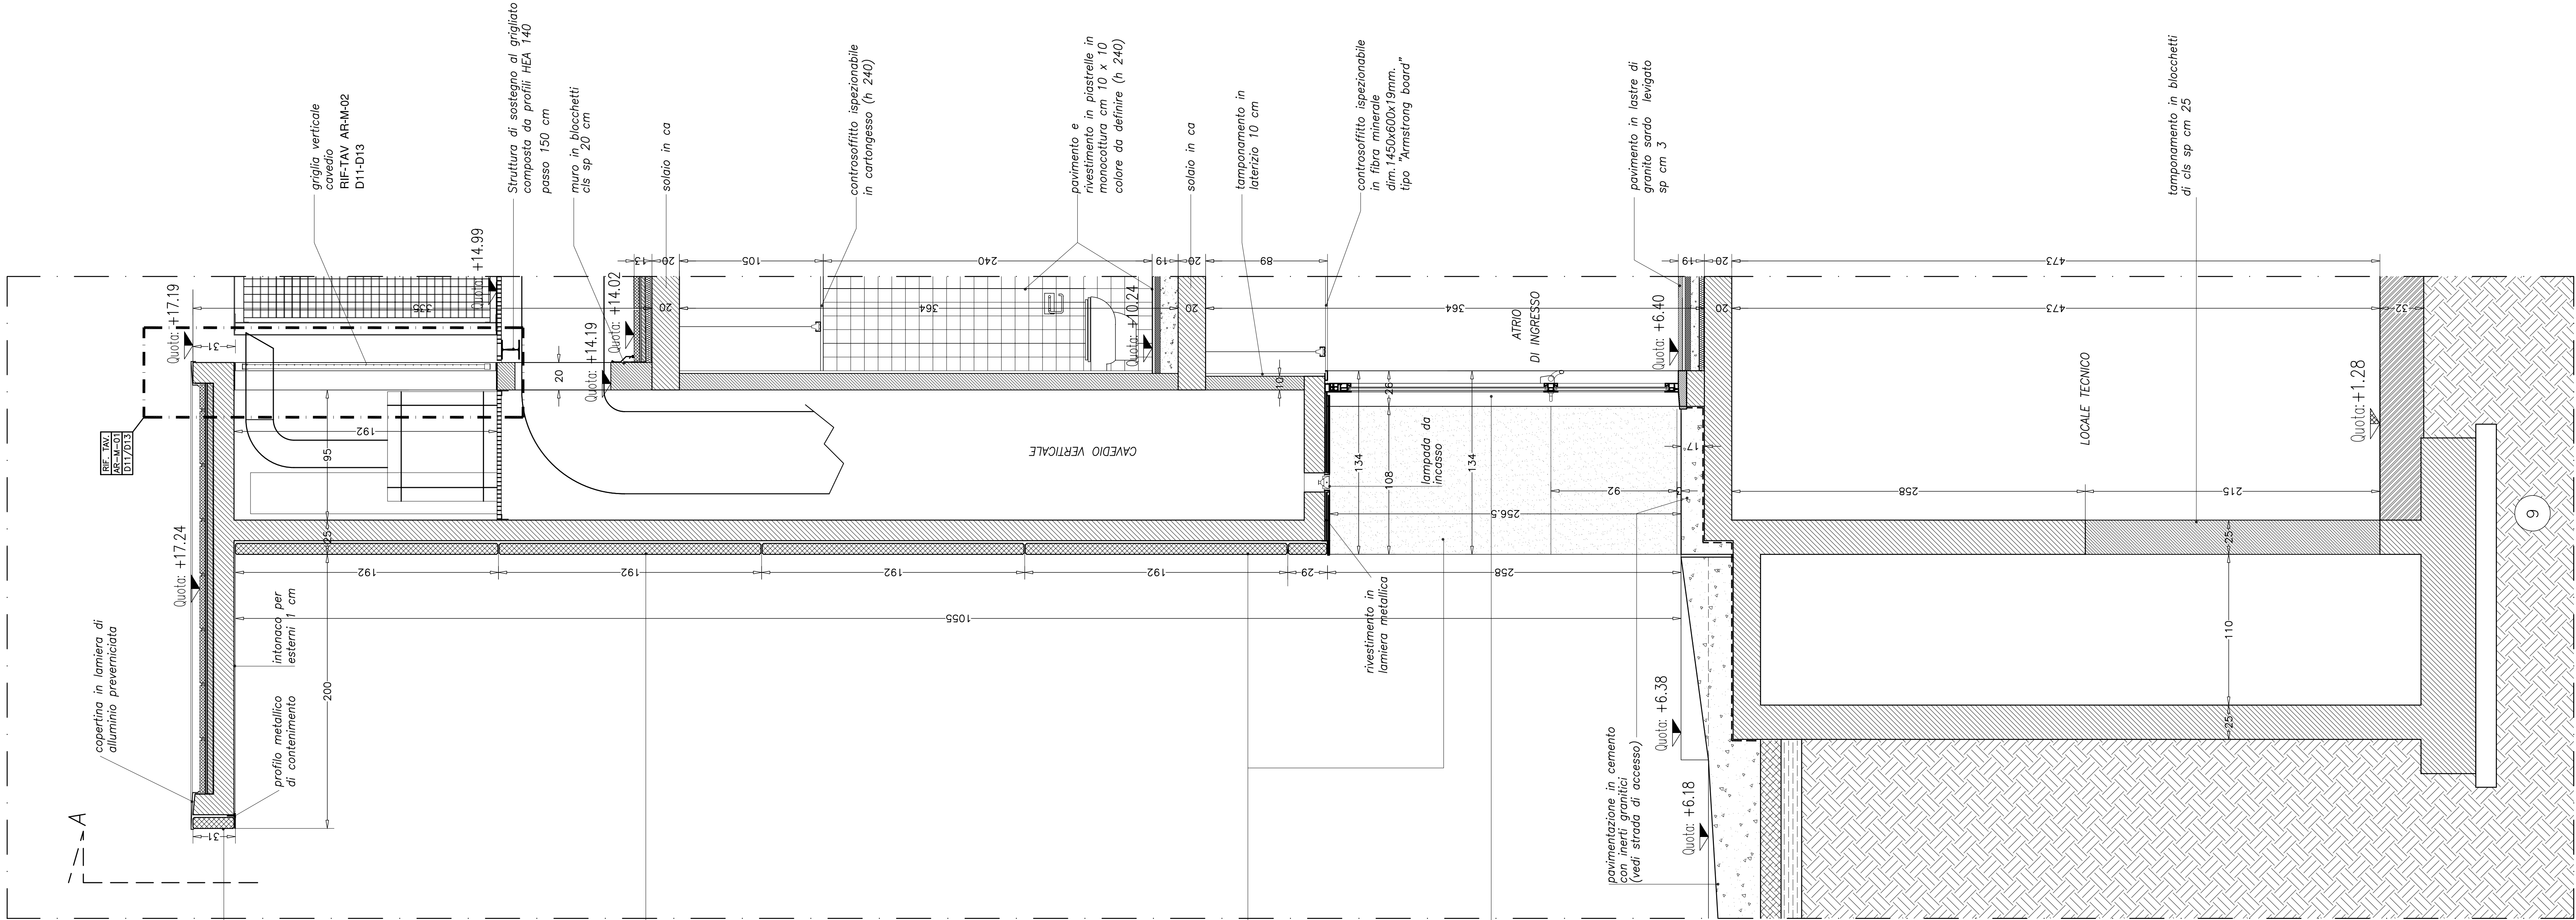 RIF. TAV.
AR-M-01
D11/D13
A
copertina in lamiera di
alluminio preverniciata
Quota: +17.24
Quota: +17.19
31
31
intonaco per
esterni 1 cm
profilo metallico
di contenimento
200
griglia verticale
cavedio
RIF-TAV AR-M-02
D11-D13
335
192
95
25
Quota: +14.99
Struttura di sostegno al grigliato
composta da profili HEA 140
passo 150 cm
muro in bloccchetti
cls sp 20 cm
solaio in ca
20
Quota: +14.19
Quota: +14.02
13
20
20
105
controsoffitto ispezionabile
in cartongesso (h 240)
240
364
pavimento e
rivestimento in piastrelle in
monocottura cm 10 x 10
colore da definire (h 240)
Quota: +10.24
19
20
20
solaio in ca
89
tamponamento in
laterizio 10 cm
10
192
192
192
192
29
258
1055
CAVEDIO VERTICALE
controsoffitto ispezionabile
in fibra minerale
dim.1450x600x19mm.
tipo "Armstrong board"
364
ATRIO
DI INGRESSO
26
134
108
134
lampada da
incasso
92
256.5
rivestimento in
lamiera metallica
pavimento in lastre di
granito sardo levigato
sp cm 3
Quota: +6.40
19
20
20
17
Quota: +6.38
Quota: +6.18
pavimentazione in cemento
con inerti granitici
(vedi strada di accesso)
473
473
LOCALE TECNICO
258
215
25
110
25
tamponamento in blocchetti
di cls sp cm 25
Quota: +1.28
32
9